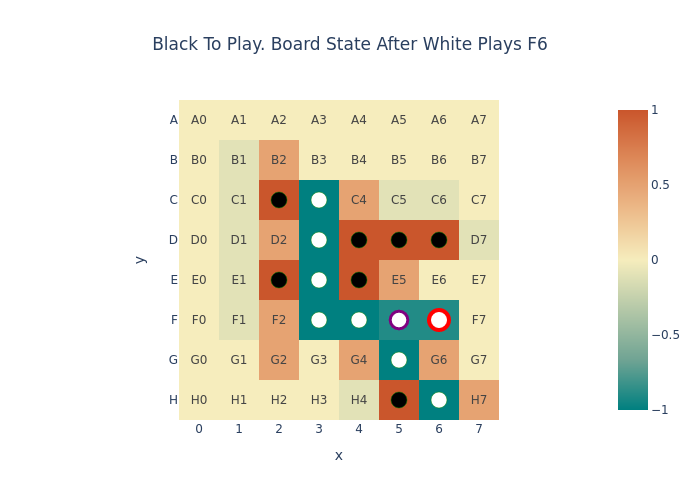 Black To Play. Board State After White Plays F6
A A0 A1 A2 A3 A4 A5 A6 A7
B B0 B1 B2 B3 B4 B5 B6 B7
C C0 C1 C4 C5 C6 C7
D D0 D1 D2 D7
E E0 E1 E5 E6 E7
F F0 F1 F2 F7
G G0 G1 G2 G3 G4 G6 G7
H H0 H1 H2 H3 H4 H7
0 1 2 3 4 5 6 7
x
y
1
0.5
0
−0.5
−1